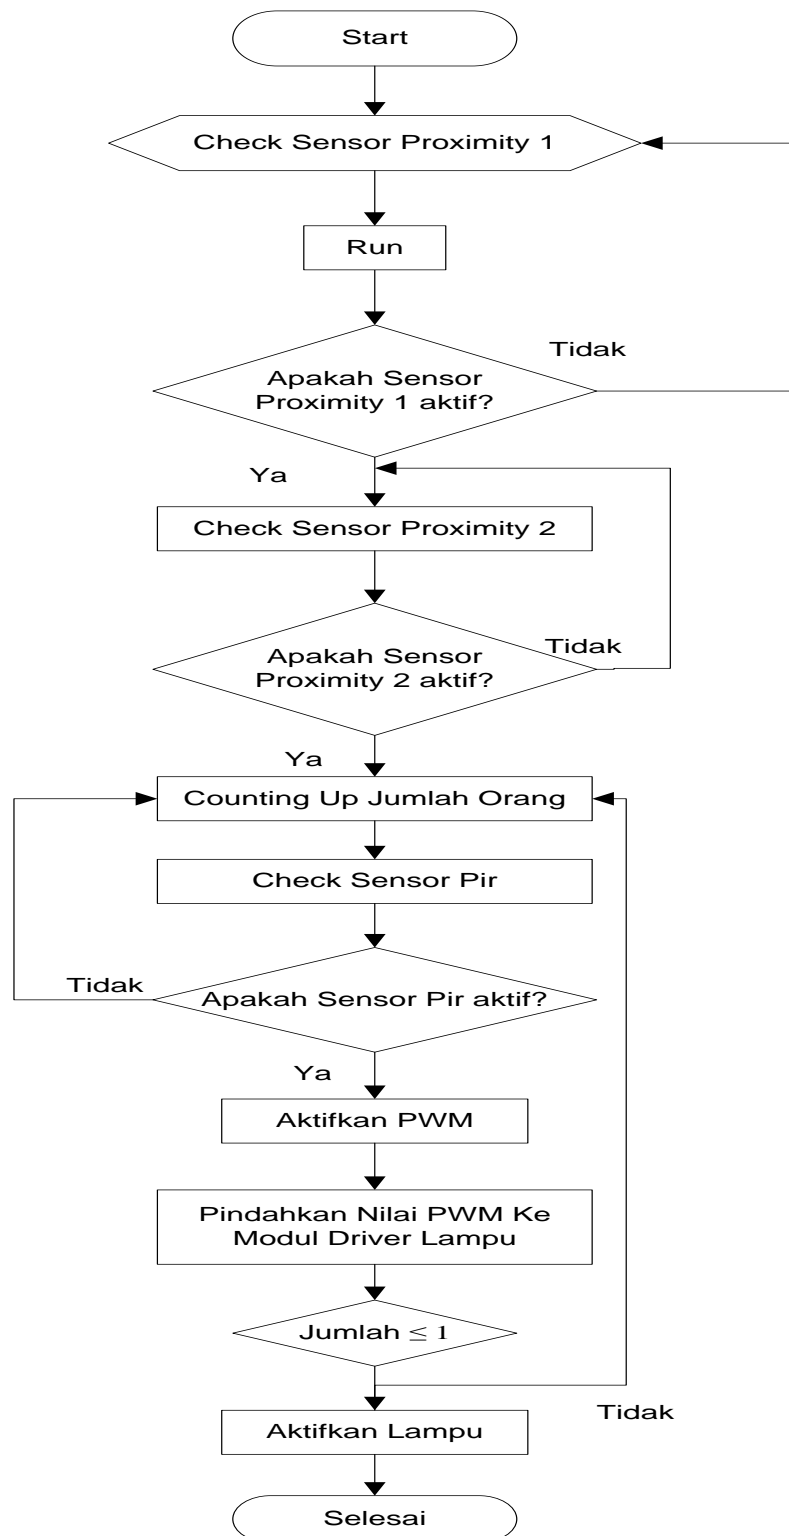 Start
Check Sensor Proximity 1
Run
Tidak
Apakah Sensor
Proximity 1 aktif?
Ya
Check Sensor Proximity 2
Tidak
Apakah Sensor
Proximity 2 aktif?
Ya
Counting Up Jumlah Orang
Check Sensor Pir
Tidak
Apakah Sensor Pir aktif?
Ya
Aktifkan PWM
Pindahkan Nilai PWM Ke
Modul Driver Lampu
Jumlah ≤ 1
Tidak
Aktifkan Lampu
Selesai